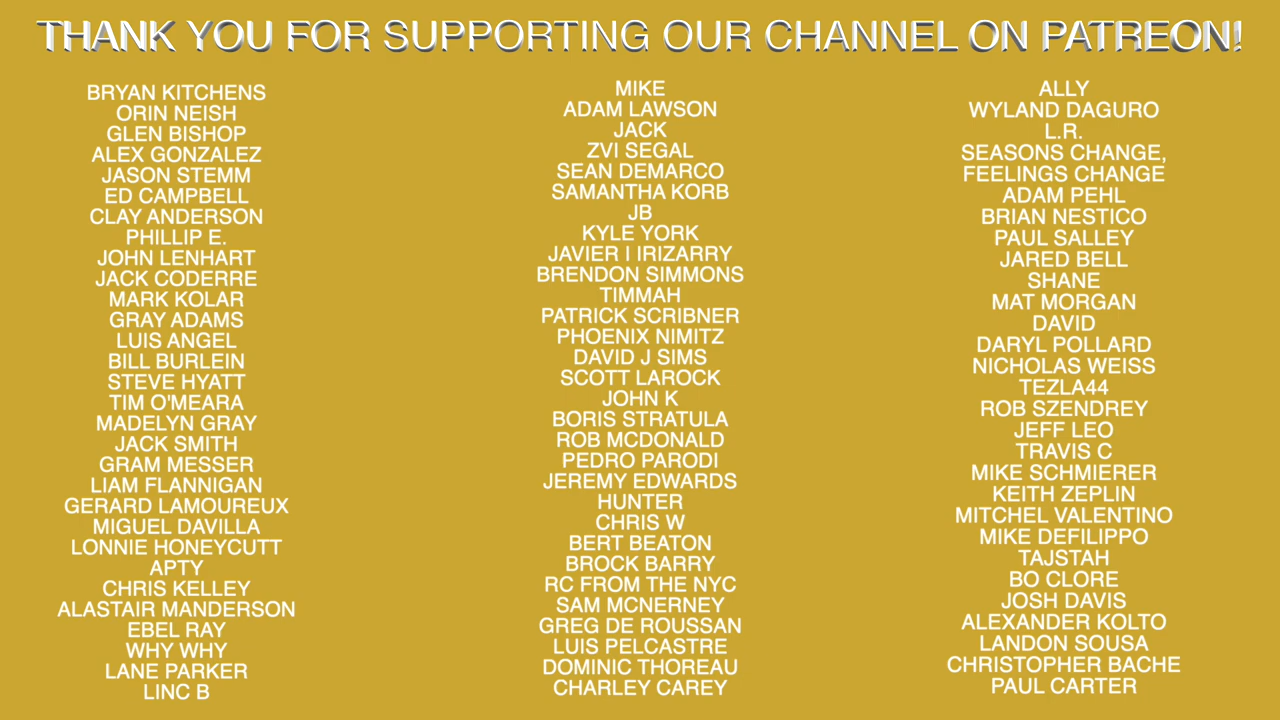 THANK YOU FOR SUPPORTING OUR CHANNEL ON PATREON!
BRYAN KITCHENS
ORIN NEISH
GLEN BISHOP
ALEX GONZALEZ
JASON STEMM
ED CAMPBELL
CLAY ANDERSON
PHILLIP E.
JOHN LENHART
JACK CODERRE
MARK KOLAR
GRAY ADAMS
LUIS ANGEL
BILL BURLEIN
STEVE HYATT
TIM O'MEARA
MADELYN GRAY
JACK SMITH
GRAM MESSER
LIAM FLANNIGAN
GERARD LAMOUREUX
MIGUEL DAVILLA
LONNIE HONEYCUTT
APTY
CHRIS KELLEY
ALASTAIR MANDERSON
EBEL RAY
WHY WHY
LANE PARKER
LINC B
MIKE
ADAM LAWSON
JACK
ZVI SEGAL
SEAN DEMARCO
SAMANTHA KORB
JB
KYLE YORK
JAVIER I IRIZARRY
BRENDON SIMMONS
TIMMAH
PATRICK SCRIBNER
PHOENIX NIMITZ
DAVID J SIMS
SCOTT LAROCK
JOHN K
BORIS STRATULA
ROB MCDONALD
PEDRO PARODI
JEREMY EDWARDS
HUNTER
CHRIS W
BERT BEATON
BROCK BARRY
RC FROM THE NYC
SAM MCNERNEY
GREG DE ROUSSAN
LUIS PELCASTRE
DOMINIC THOREAU
CHARLEY CAREY
ALLY
WYLAND DAGURO
L.R.
SEASONS CHANGE,
FEELINGS CHANGE
ADAM PEHL
BRIAN NESTICO
PAUL SALLEY
JARED BELL
SHANE
MAT MORGAN
DAVID
DARYL POLLARD
NICHOLAS WEISS
TEZLA44
ROB SZENDREY
JEFF LEO
TRAVIS C
MIKE SCHMIERER
KEITH ZEPLIN
MITCHEL VALENTINO
MIKE DEFILIPPO
TAJSTAH
BO CLORE
JOSH DAVIS
ALEXANDER KOLTO
LANDON SOUSA
CHRISTOPHER BACHE
PAUL CARTER